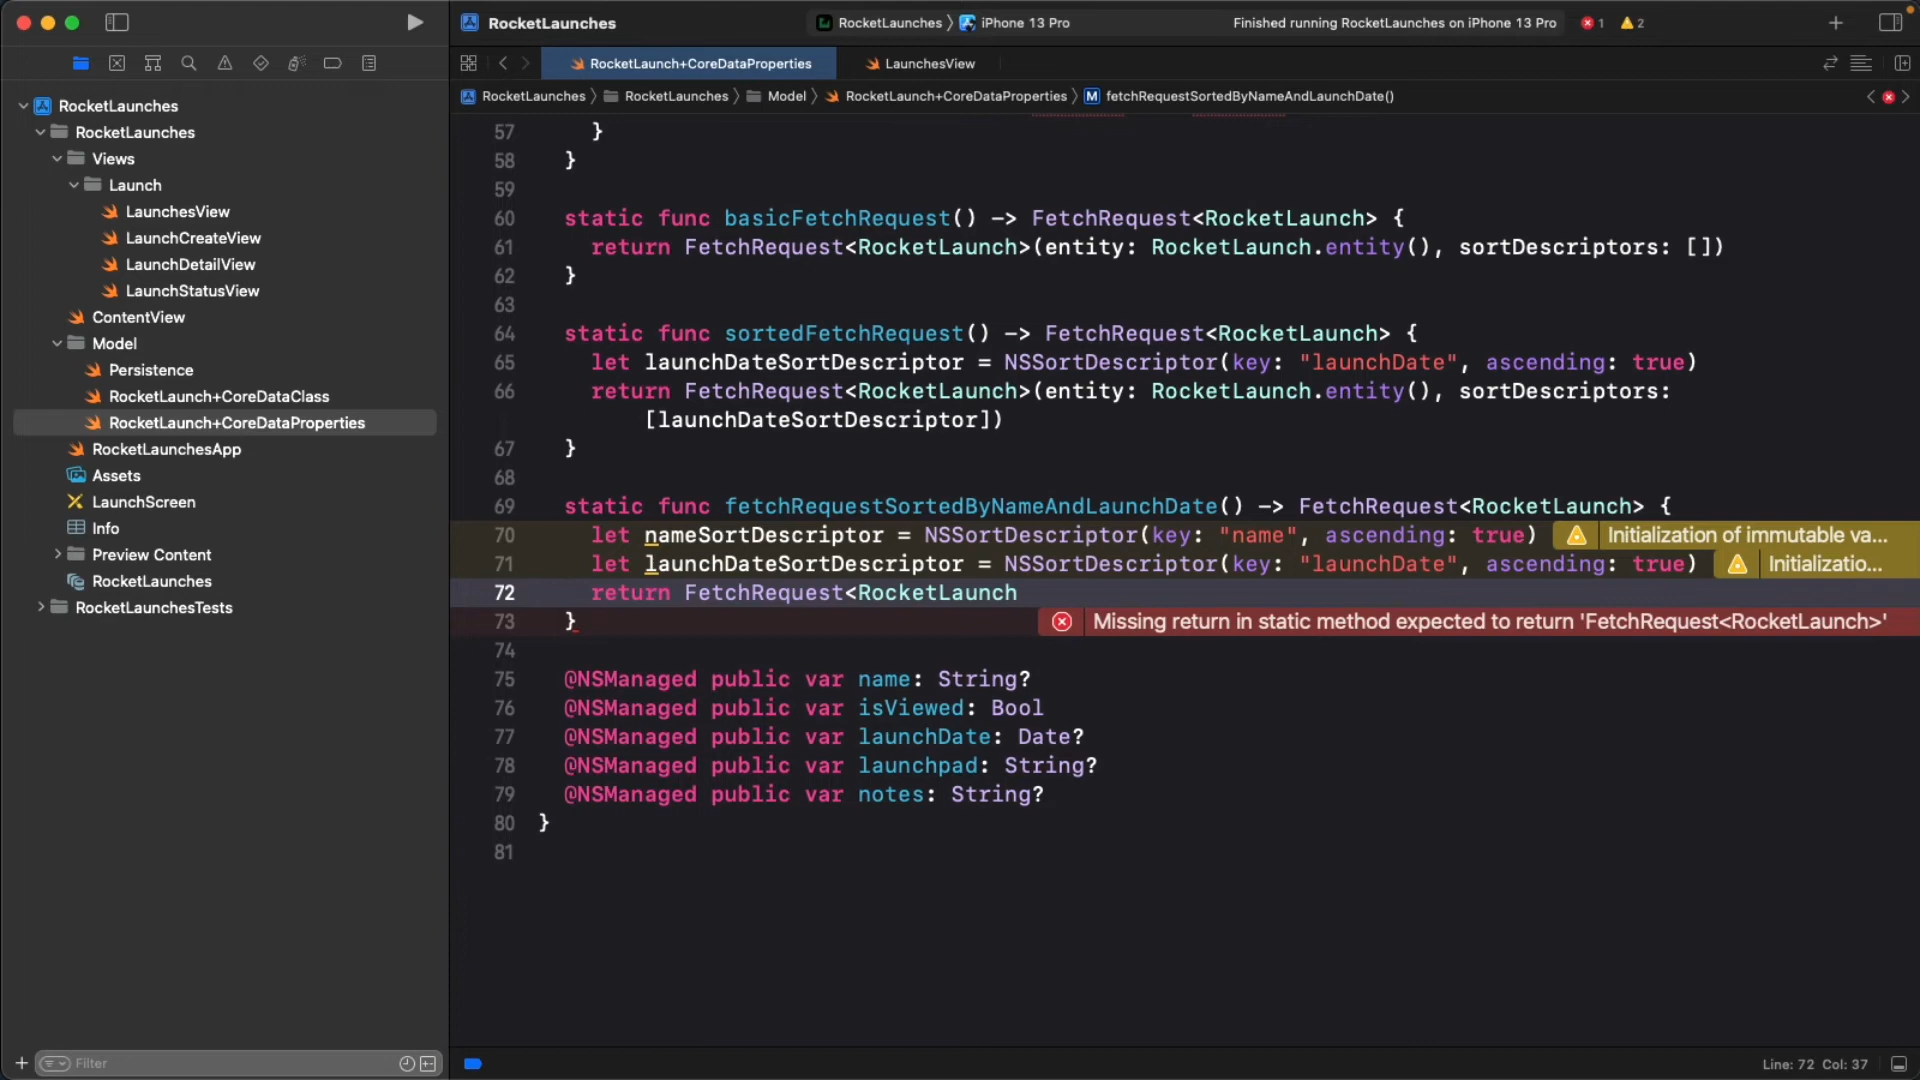 RocketLaunches
RocketLaunches
iPhone 13 Pro
Finished running RocketLaunches on iPhone 13 Pro
1
2
RocketLaunch+CoreDataProperties
LaunchesView
RocketLaunches
RocketLaunches
Model
RocketLaunch+CoreDataProperties
M
fetchRequestSortedByNameAndLaunchDate()
RocketLaunches
RocketLaunches
Views
Launch
LaunchesView
LaunchCreateView
LaunchDetailView
LaunchStatusView
ContentView
Model
Persistence
RocketLaunch+CoreDataClass
RocketLaunch+CoreDataProperties
RocketLaunchesApp
Assets
LaunchScreen
Info
Preview Content
RocketLaunches
RocketLaunchesTests
Filter
57 }
58 }
59
60 static func basicFetchRequest() -> FetchRequest<RocketLaunch> {
61 return FetchRequest<RocketLaunch>(entity: RocketLaunch.entity(), sortDescriptors: [])
62 }
63
64 static func sortedFetchRequest() -> FetchRequest<RocketLaunch> {
65 let launchDateSortDescriptor = NSSortDescriptor(key: "launchDate", ascending: true)
66 return FetchRequest<RocketLaunch>(entity: RocketLaunch.entity(), sortDescriptors:
[launchDateSortDescriptor])
67 }
68
69 static func fetchRequestSortedByNameAndLaunchDate() -> FetchRequest<RocketLaunch> {
70 let nameSortDescriptor = NSSortDescriptor(key: "name", ascending: true) Initialization of immutable va...
71 let launchDateSortDescriptor = NSSortDescriptor(key: "launchDate", ascending: true) Initializatio...
72 return FetchRequest<RocketLaunch
73 } Missing return in static method expected to return 'FetchRequest<RocketLaunch>'
74
75 @NSManaged public var name: String?
76 @NSManaged public var isViewed: Bool
77 @NSManaged public var launchDate: Date?
78 @NSManaged public var launchpad: String?
79 @NSManaged public var notes: String?
80 }
81
Line: 72 Col: 37